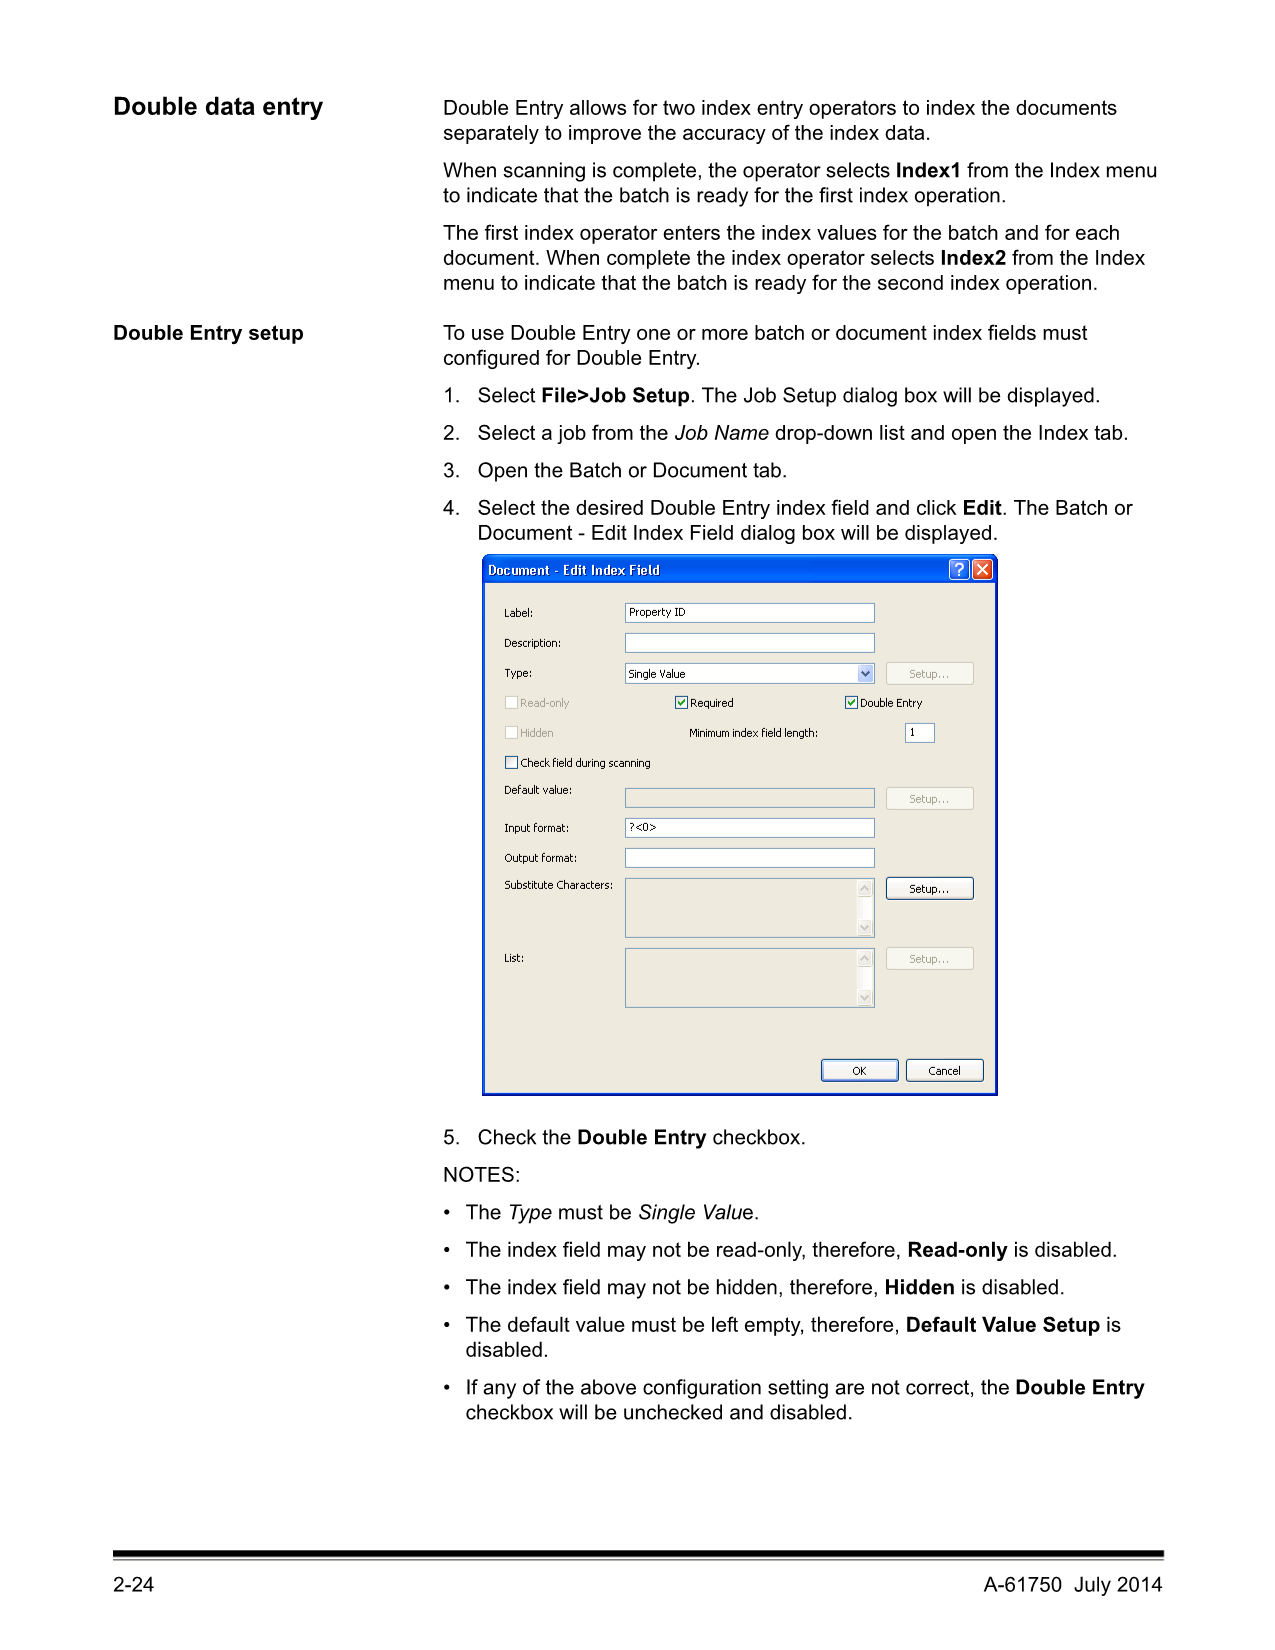 Double data entry
Double Entry allows for two index entry operators to index the documents
separately to improve the accuracy of the index data.
When scanning is complete, the operator selects Index1 from the Index menu
to indicate that the batch is ready for the first index operation.
The first index operator enters the index values for the batch and for each
document. When complete the index operator selects Index2 from the Index
menu to indicate that the batch is ready for the second index operation.
Double Entry setup
To use Double Entry one or more batch or document index fields must
configured for Double Entry.
1. Select File>Job Setup. The Job Setup dialog box will be displayed.
2. Select a job from the Job Name drop-down list and open the Index tab.
3. Open the Batch or Document tab.
4. Select the desired Double Entry index field and click Edit. The Batch or
Document - Edit Index Field dialog box will be displayed.
Document - Edit Index Field ?
Label: Property ID
Description:
Type: Single Value Setup...
Read-only Required Double Entry
Hidden Minimum index field length: 1
Check field during scanning
Default value: Setup...
Input format: ?<0>
Output format:
Substitute Characters: Setup...
List: Setup...
OK Cancel
5. Check the Double Entry checkbox.
NOTES:
• The Type must be Single Value.
• The index field may not be read-only, therefore, Read-only is disabled.
• The index field may not be hidden, therefore, Hidden is disabled.
• The default value must be left empty, therefore, Default Value Setup is
disabled.
• If any of the above configuration setting are not correct, the Double Entry
checkbox will be unchecked and disabled.
2-24 A-61750 July 2014